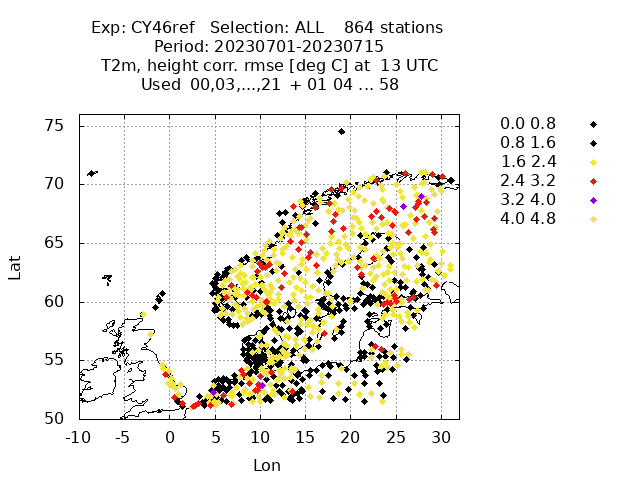 Exp: CY46ref   Selection: ALL    864 stations
Period: 20230701-20230715
T2m, height corr. rmse [deg C] at  13 UTC
Used  00,03,...,21  + 01 04 ... 58
0.0 0.8
0.8 1.6
1.6 2.4
2.4 3.2
3.2 4.0
4.0 4.8
75
70
65
60
55
50
Lat
-10 -5 0 5 10 15 20 25 30
Lon